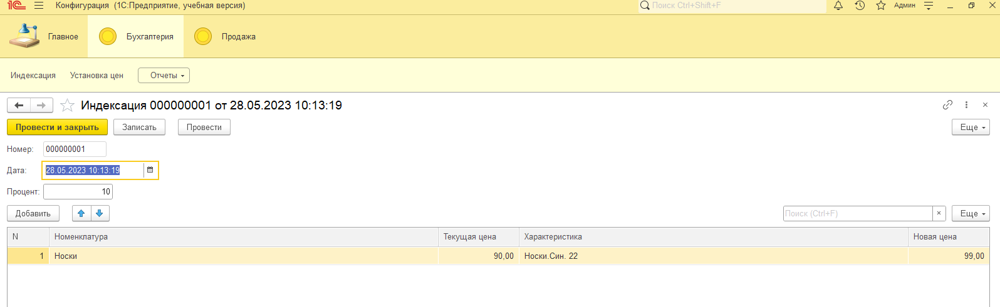 1С Конфигурация (1С:Предприятие, учебная версия) Поиск Ctrl+Shift+F Админ
Главное Бухгалтерия Продажа
Индексация Установка цен Отчеты
Индексация 000000001 от 28.05.2023 10:13:19
Провести и закрыть Записать Провести Еще
Номер: 000000001
Дата: 28.05.2023 10:13:19
Процент: 10
Добавить Поиск (Ctrl+F) × Еще
N Номенклатура Текущая цена Характеристика Новая цена
1 Носки 90,00 Носки.Син. 22 99,00